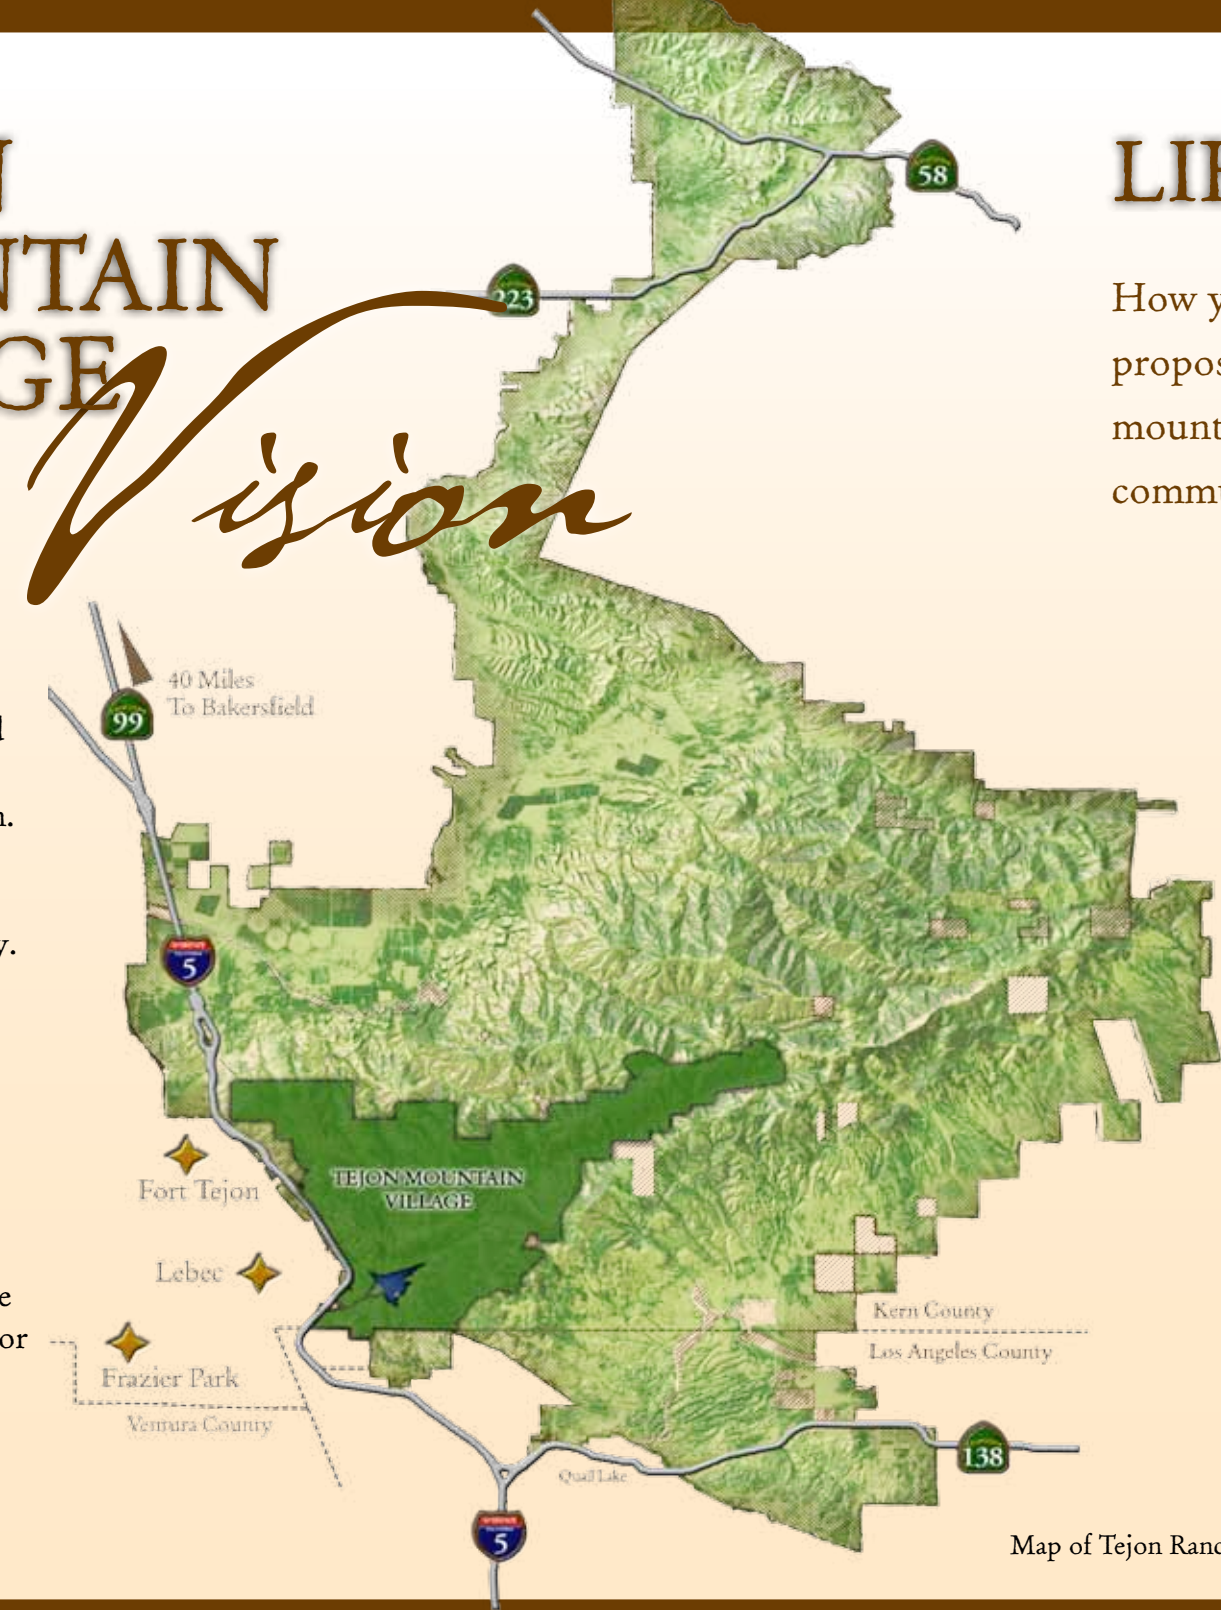 N
NTAIN
GE
Vision
LIF
How y
propos
mount
commu
58
223
40 Miles
To Bakersfield
99
n.
y.
5
TEJON MOUNTAIN
VILLAGE
Fort Tejon
Lebec
e
or
Frazier Park
Ventura County
Kern County
Los Angeles County
138
Quail Lake
5
Map of Tejon Ranc